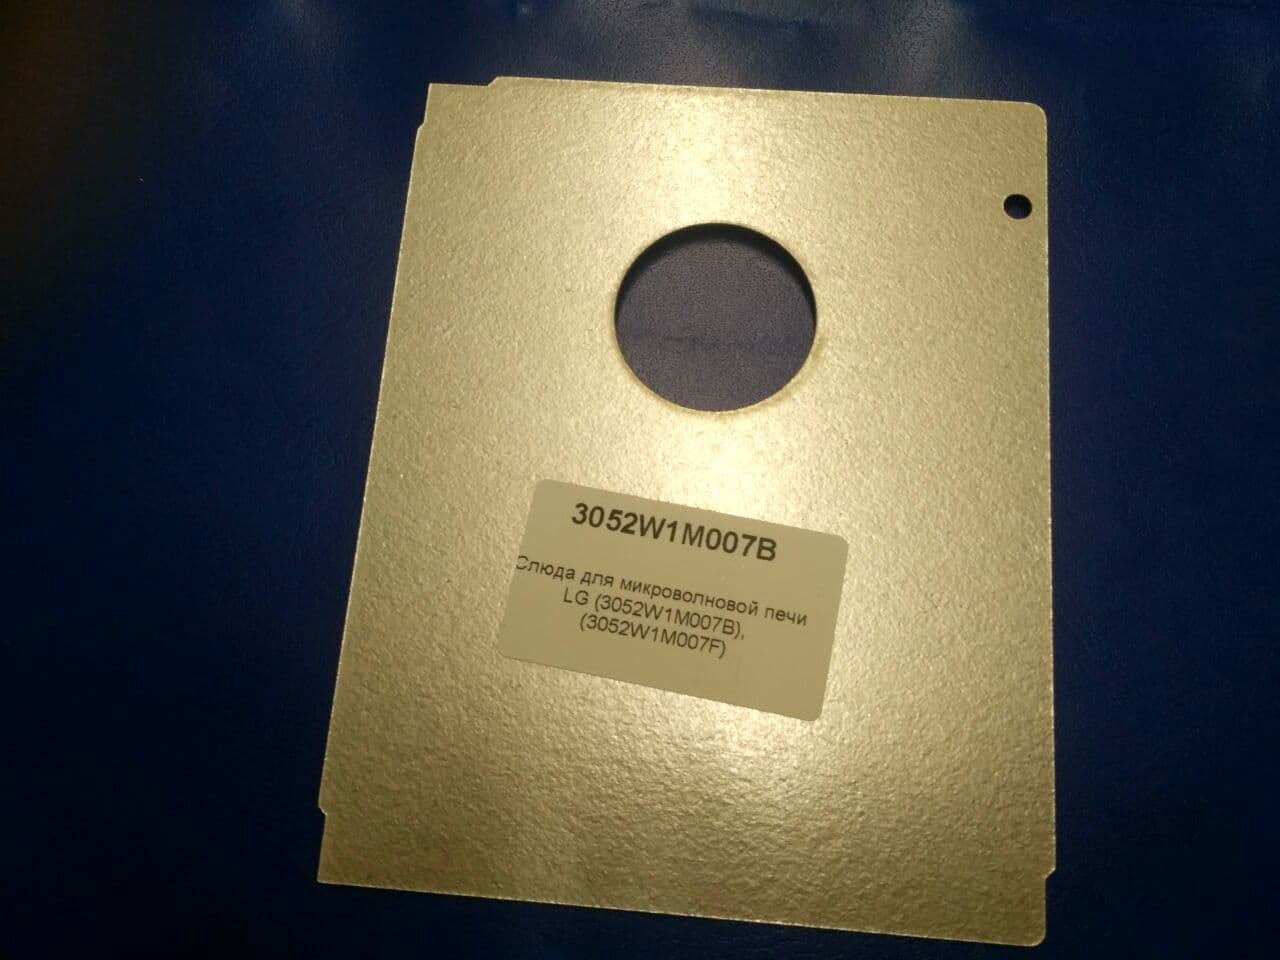 3052W1M007B
Слюда для микроволновой печи
LG (3052W1M007B),
(3052W1M007F)